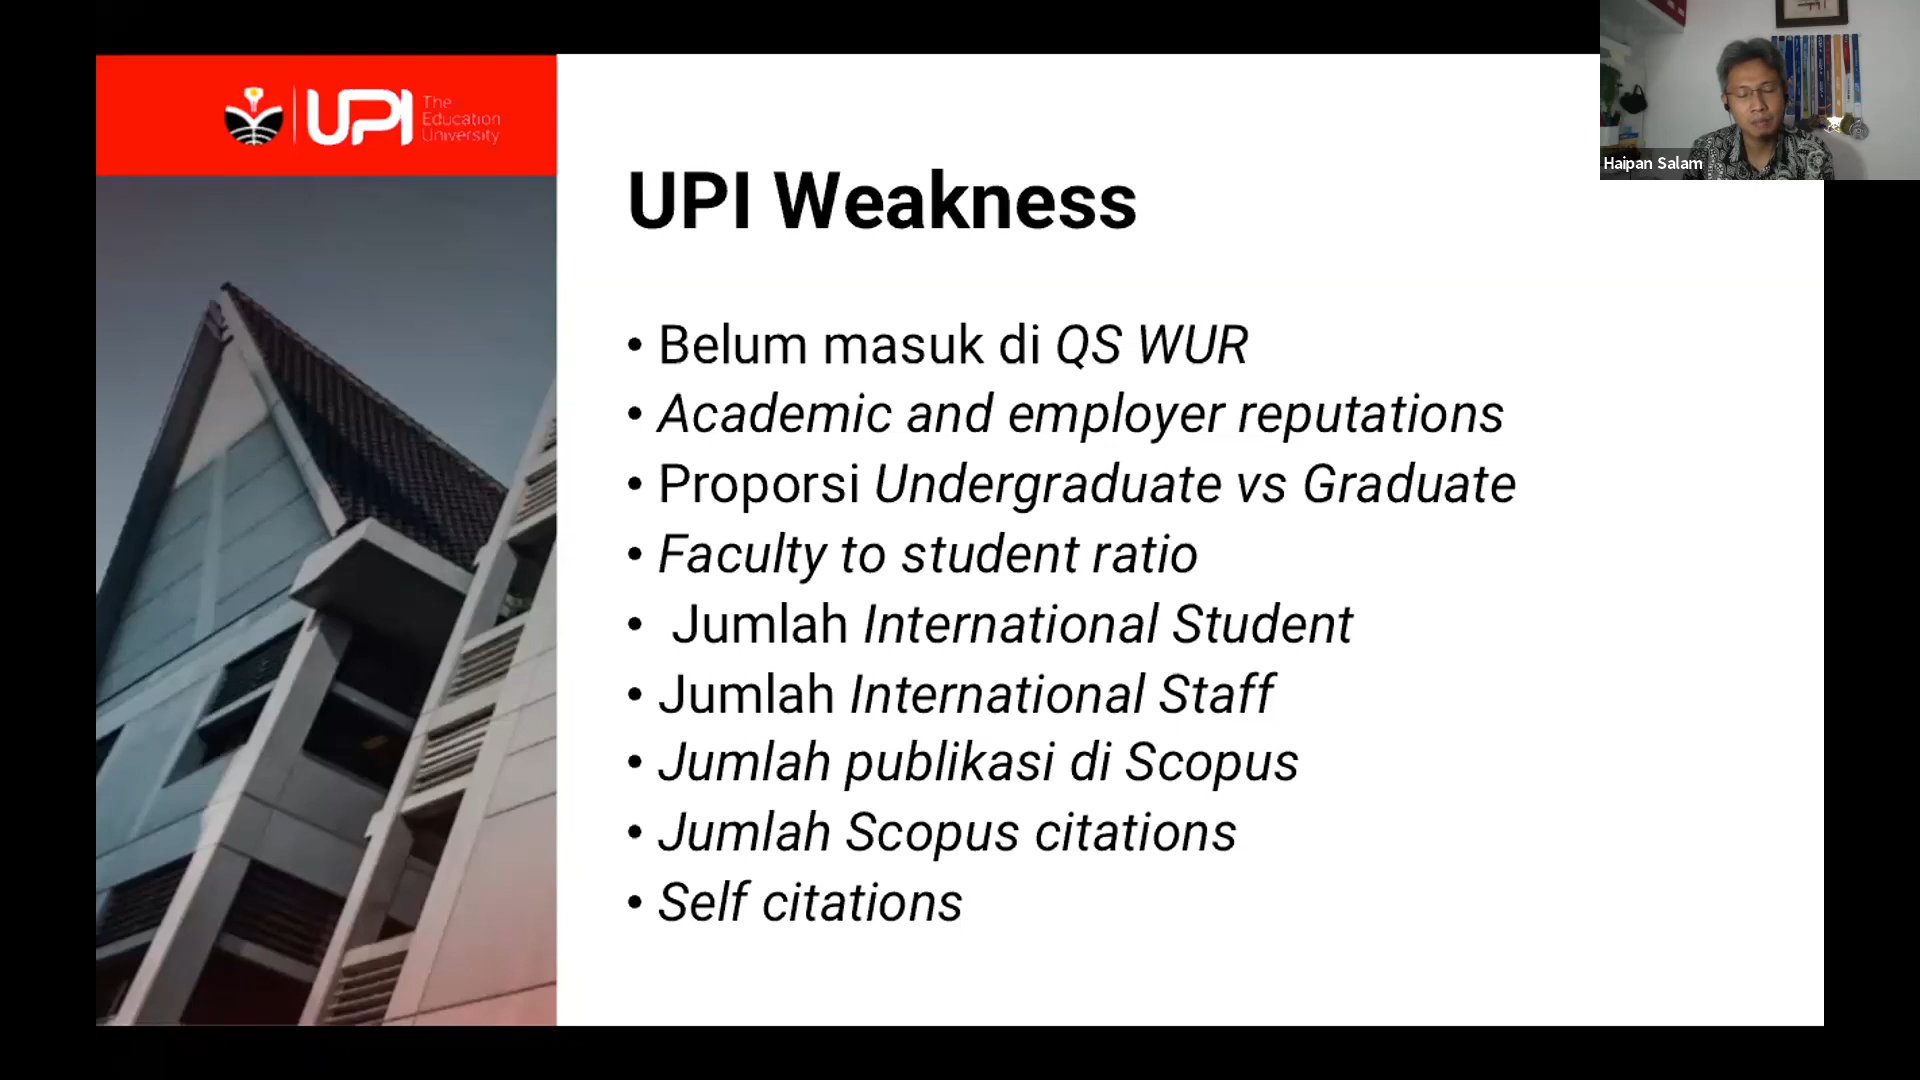 UPI
The
Education
University
Haipan Salam
UPI Weakness
• Belum masuk di QS WUR
• Academic and employer reputations
• Proporsi Undergraduate vs Graduate
• Faculty to student ratio
• Jumlah International Student
• Jumlah International Staff
• Jumlah publikasi di Scopus
• Jumlah Scopus citations
• Self citations